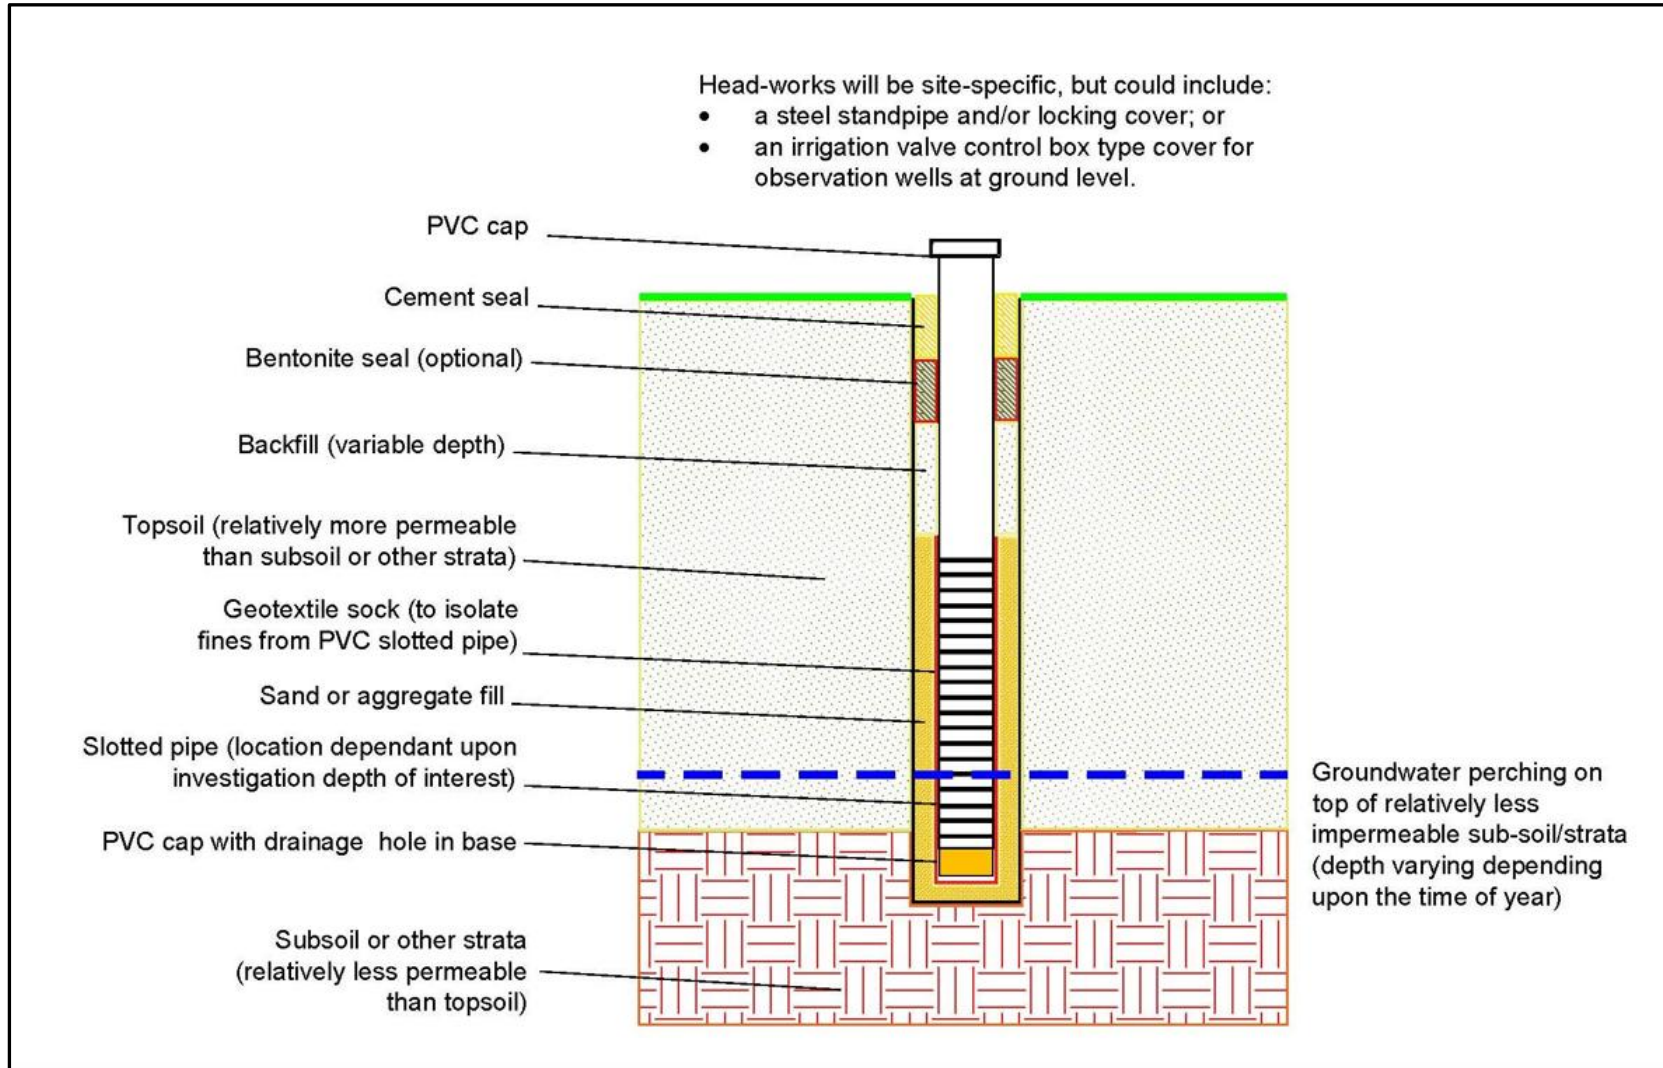 Head-works will be site-specific, but could include:
• a steel standpipe and/or locking cover; or
• an irrigation valve control box type cover for
observation wells at ground level.
PVC cap
Cement seal
Bentonite seal (optional)
Backfill (variable depth)
Topsoil (relatively more permeable
than subsoil or other strata)
Geotextile sock (to isolate
fines from PVC slotted pipe)
Sand or aggregate fill
Slotted pipe (location dependant upon
investigation depth of interest)
PVC cap with drainage hole in base
Subsoil or other strata
(relatively less permeable
than topsoil)
Groundwater perching on
top of relatively less
impermeable sub-soil/strata
(depth varying depending
upon the time of year)